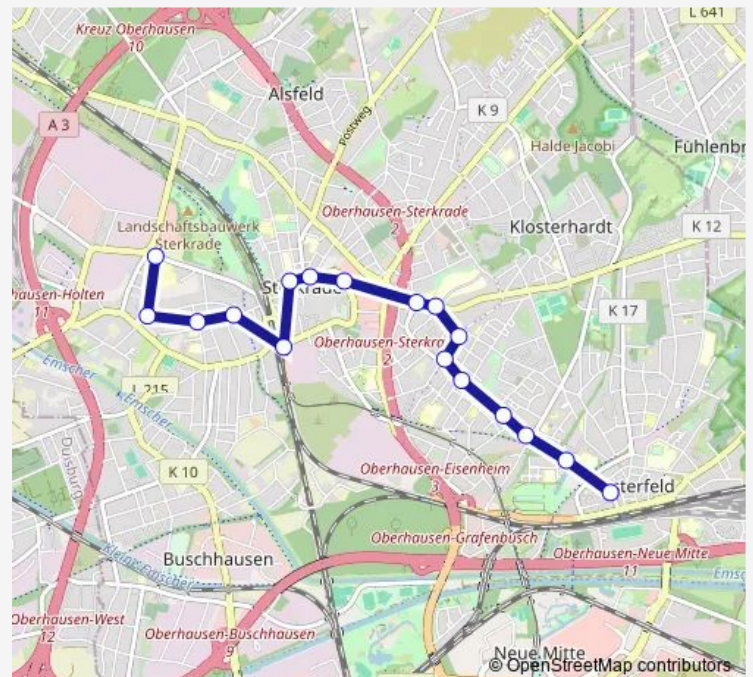 L 641
Kreuz Oberhausen
10
Alsfeld
Postweg
K 9
A 3
Halde Jacobi
Fühlenbr
Oberhausen-Sterkrade
2
Landschaftsbauwerk
Sterkrade
Klosterhardt
K 12
hausen-Holten
11
K 17
Oberhausen-Sterkra
2
Emscher
L 215
Emscher
Duisburg
K 10
Oberhausen-Eisenheim
3
sterfeld
Oberhausen-Grafenbusch
Buschhausen
Oberhausen-Neue Mitte
11
Kleine Emscher
Emsc
Oberhausen-West
12
Oberhausen-Buschhausen
9
Neue Mitte
© OpenStreetMap contributors